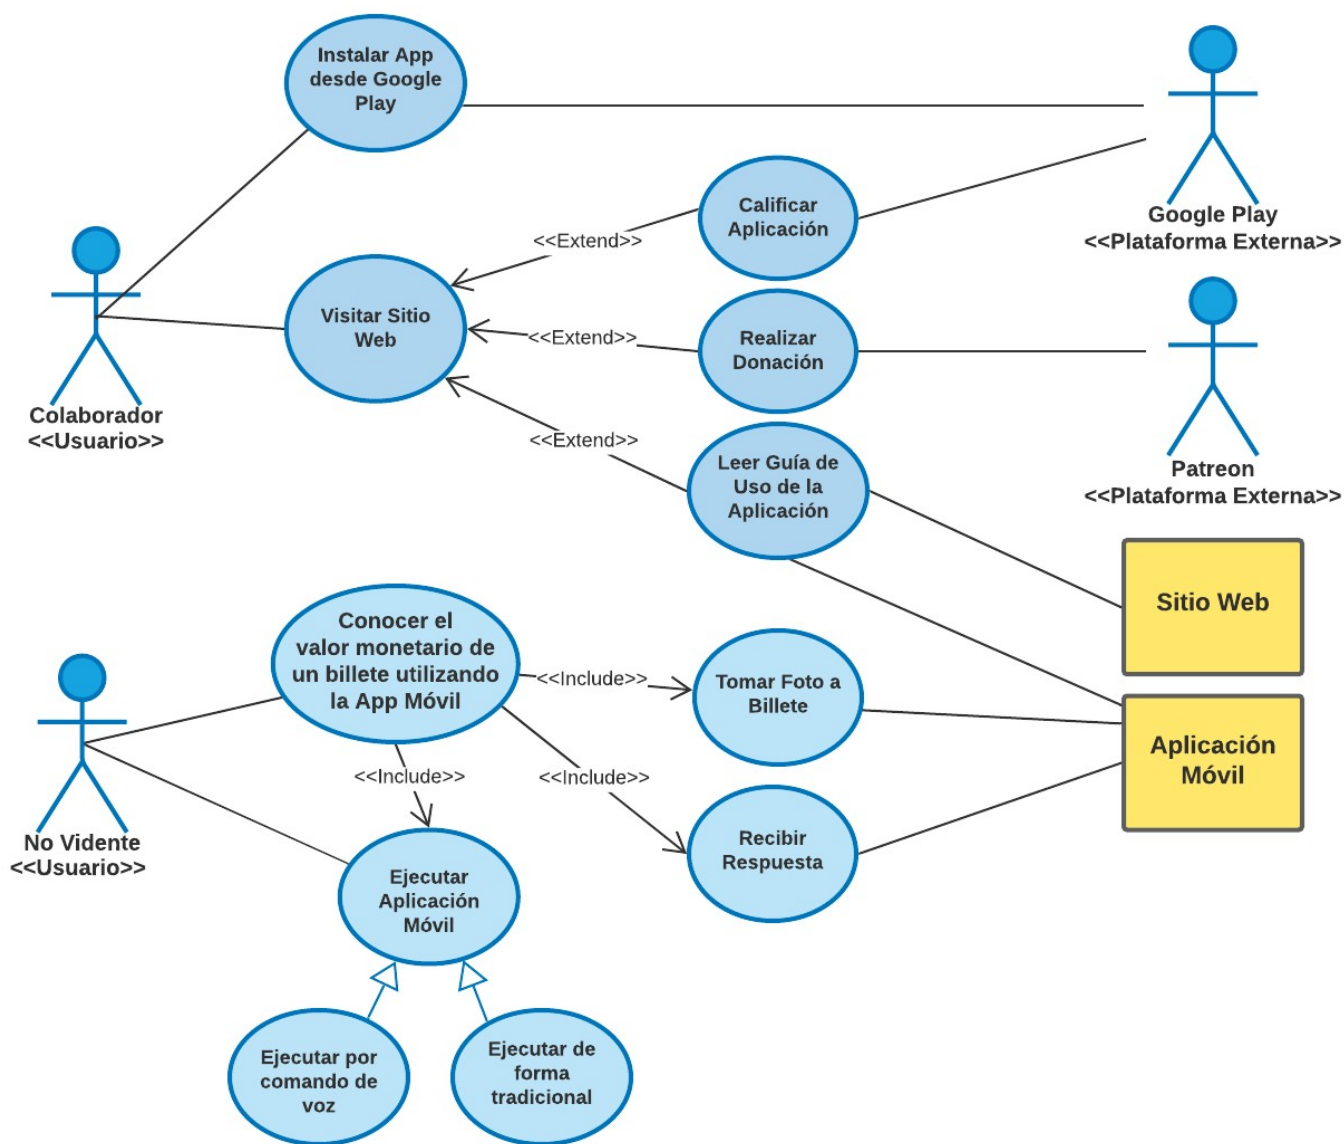 Instalar App
desde Google
Play
Google Play
<<Plataforma Externa>>
Calificar
Aplicación
<<Extend>>
Colaborador
<<Usuario>>
Visitar Sitio
Web
<<Extend>>
Realizar
Donación
Patreon
<<Plataforma Externa>>
<<Extend>>
Leer Guía de
Uso de la
Aplicación
Sitio Web
Conocer el
valor monetario de
un billete utilizando
la App Móvil
<<Include>>
Tomar Foto a
Billete
Aplicación
Móvil
<<Include>>
<<Include>>
No Vidente
<<Usuario>>
Recibir
Respuesta
Ejecutar
Aplicación
Móvil
Ejecutar por
comando de
voz
Ejecutar de
forma
tradicional